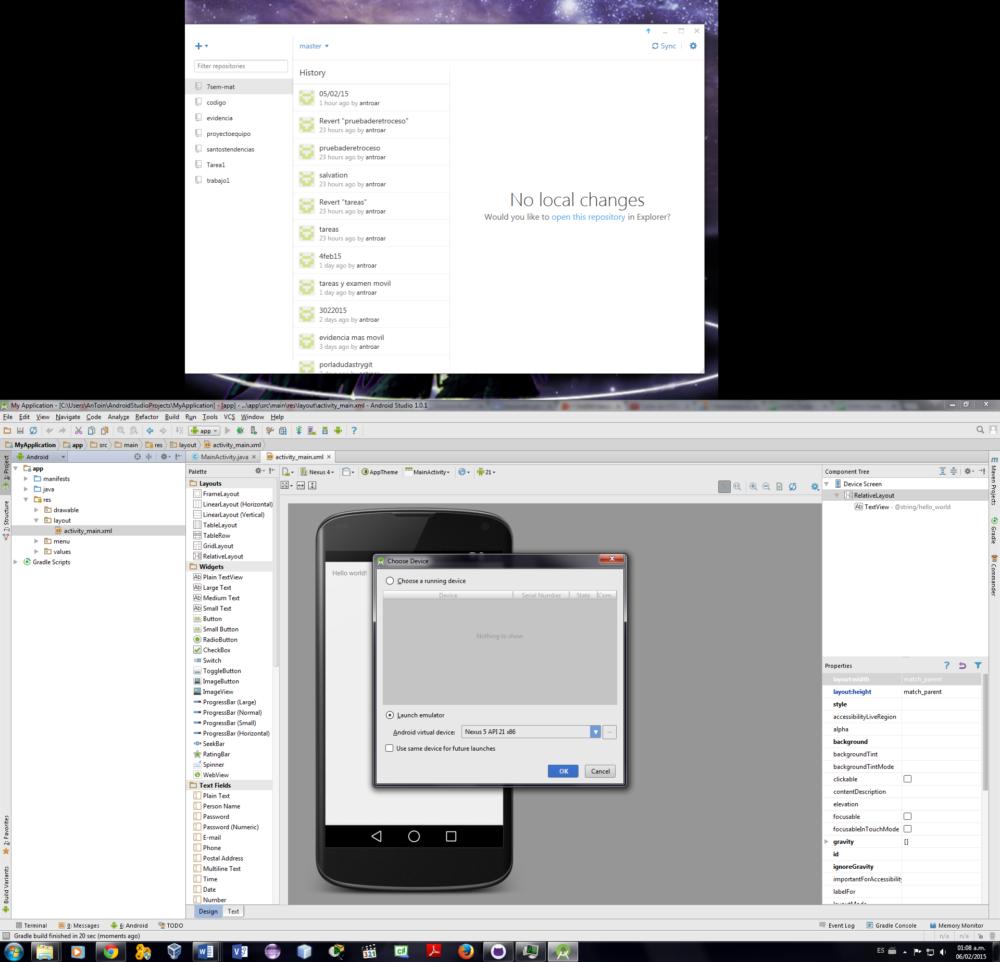 master
Sync
Filter repositories
7sem-mat
codigo
evidencia
proyectoequipo
santostendencias
Tarea1
trabajo1
History
05/02/15
1 hour ago by antroar
Revert "pruebaderetroceso"
23 hours ago by antroar
pruebaderetroceso
23 hours ago by antroar
salvation
23 hours ago by antroar
Revert "tareas"
23 hours ago by antroar
tareas
23 hours ago by antroar
4feb15
1 day ago by antroar
tareas y examen movil
1 day ago by antroar
3022015
2 days ago by antroar
evidencia mas movil
3 days ago by antroar
porladudastrygit
No local changes
Would you like to open this repository in Explorer?
My Application - [C:\Users\AnToin\AndroidStudioProjects\MyApplication] - [app] - ...\app\src\main\res\layout\activity_main.xml - Android Studio 1.0.1
File Edit View Navigate Code Analyze Refactor Build Run Tools VCS Window Help
app
MyApplication app src main res layout activity_main.xml
1: Project
7: Structure
2: Favorites
Build Variants
Android
app
manifests
java
res
drawable
layout
activity_main.xml
menu
values
Gradle Scripts
MainActivity.java activity_main.xml
Palette
Layouts
FrameLayout
LinearLayout (Horizontal)
LinearLayout (Vertical)
TableLayout
TableRow
GridLayout
RelativeLayout
Widgets
Plain TextView
Large Text
Medium Text
Small Text
Button
Small Button
RadioButton
CheckBox
Switch
ToggleButton
ImageButton
ImageView
ProgressBar (Large)
ProgressBar (Normal)
ProgressBar (Small)
ProgressBar (Horizontal)
SeekBar
RatingBar
Spinner
WebView
Text Fields
Plain Text
Person Name
Password
Password (Numeric)
E-mail
Phone
Postal Address
Multiline Text
Time
Date
Number
Design Text
Nexus 4 AppTheme MainActivity 21
Hello world!
Choose Device
Choose a running device
Device Serial Number State Com...
Nothing to show
Launch emulator
Android virtual device: Nexus 5 API 21 x86 ...
Use same device for future launches
OK Cancel
Component Tree
Device Screen
RelativeLayout
Ab TextView - @string/hello_world
Properties
layout:width match_parent
layout:height match_parent
style
accessibilityLiveRegion
alpha
background
backgroundTint
backgroundTintMode
clickable
contentDescription
elevation
focusable
focusableInTouchMode
gravity []
id
ignoreGravity
importantForAccessibility
labelFor
Maven Projects
Gradle
Commander
Terminal 0: Messages 6: Android TODO
Event Log Gradle Console Memory Monitor
Gradle build finished in 20 sec (moments ago)
n/a n/a
ES
01:08 a.m.
06/02/2015